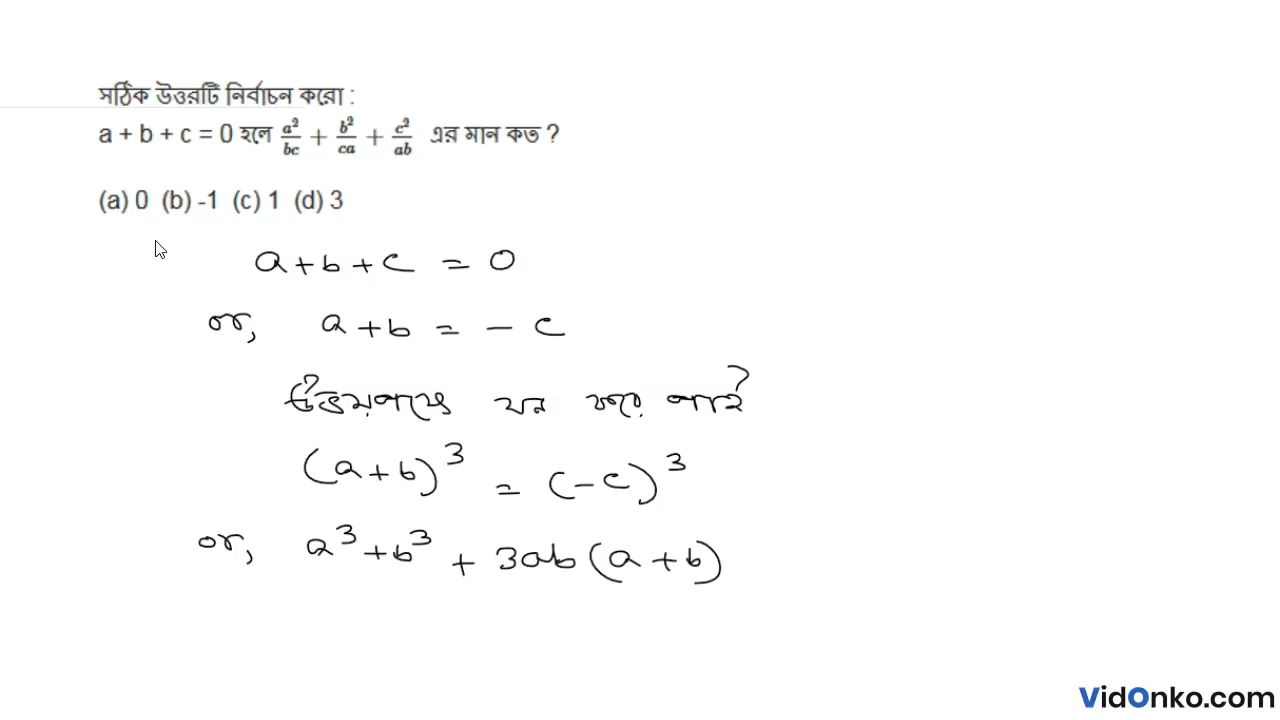 সঠিক উত্তরটি নির্বাচন করো :
a + b + c = 0 হলে a²/bc + b²/ca + c²/ab এর মান কত ?
(a) 0 (b) -1 (c) 1 (d) 3
a + b + c = 0
or, a + b = - c
উভয়পক্ষে ঘন করে পাই
(a + b)³ = (- c)³
or, a³ + b³ + 3ab (a + b)
VidOnko.com